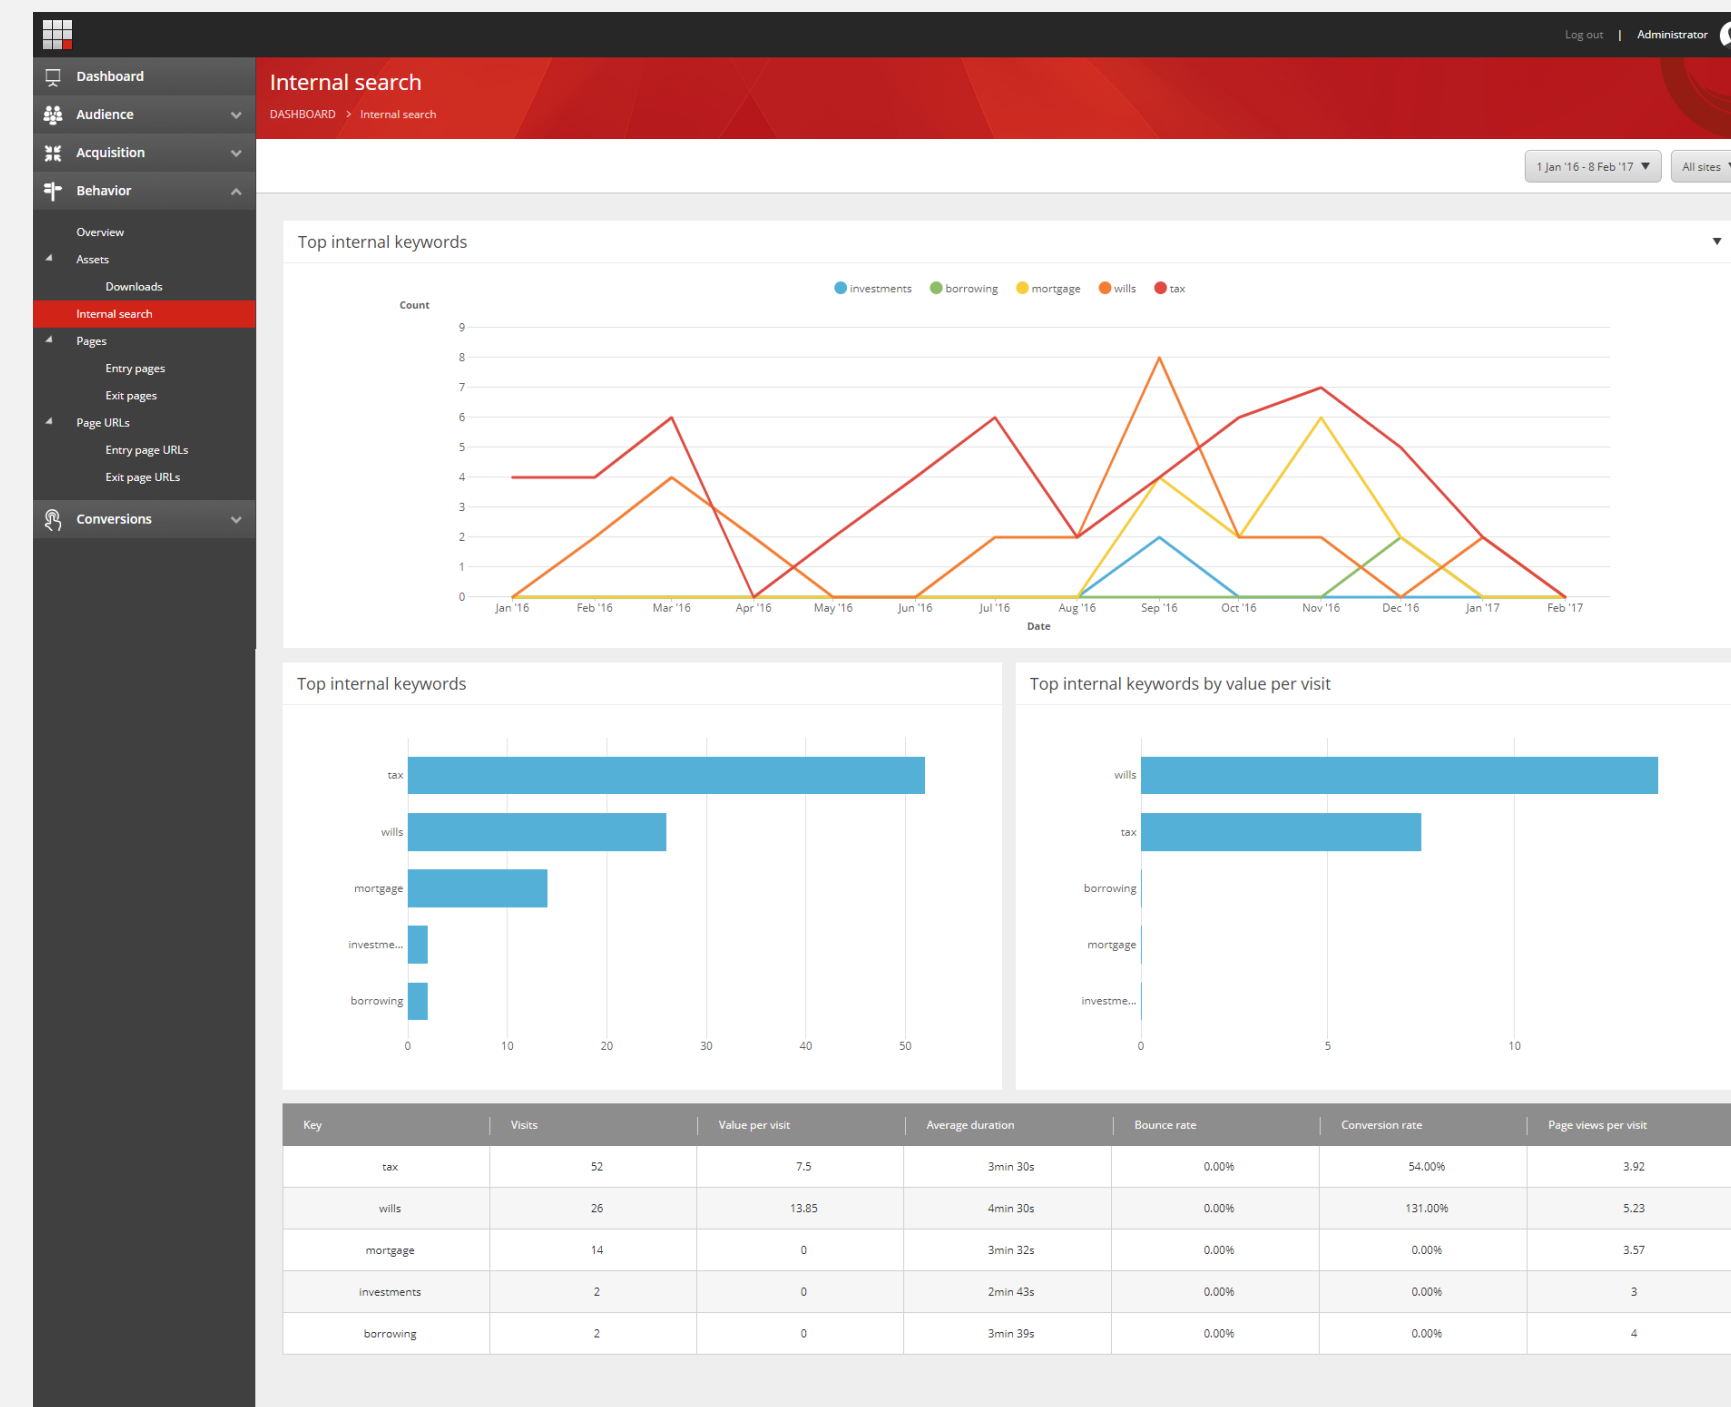 Log out | Administrator
Dashboard
Audience
Acquisition
Behavior
Overview
Assets
Downloads
Internal search
Pages
Entry pages
Exit pages
Page URLs
Entry page URLs
Exit page URLs
Conversions
Internal search
DASHBOARD > Internal search
1 Jan '16 - 8 Feb '17
All sites
Top internal keywords
investments borrowing mortgage wills tax
Count
9
8
7
6
5
4
3
2
1
0
Jan '16 Feb '16 Mar '16 Apr '16 May '16 Jun '16 Jul '16 Aug '16 Sep '16 Oct '16 Nov '16 Dec '16 Jan '17 Feb '17
Date
Top internal keywords
tax
wills
mortgage
investme...
borrowing
0 10 20 30 40 50
Top internal keywords by value per visit
wills
tax
borrowing
mortgage
investme...
0 5 10
Key Visits Value per visit Average duration Bounce rate Conversion rate Page views per visit
tax 52 7.5 3min 30s 0.00% 54.00% 3.92
wills 26 13.85 4min 30s 0.00% 131.00% 5.23
mortgage 14 0 3min 32s 0.00% 0.00% 3.57
investments 2 0 2min 43s 0.00% 0.00% 3
borrowing 2 0 3min 39s 0.00% 0.00% 4